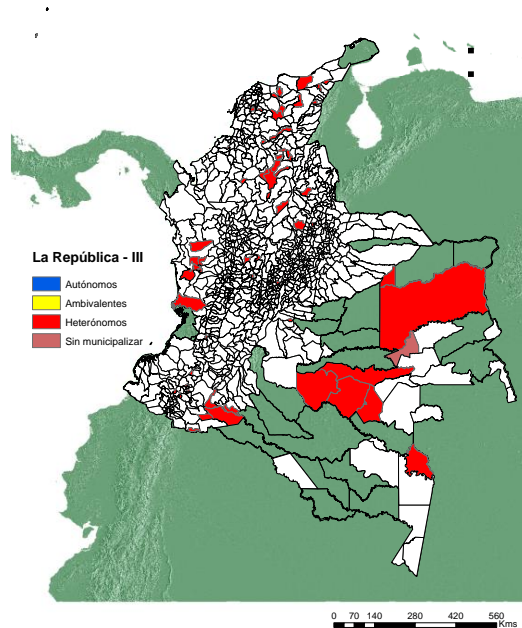 La República - III
Autónomos
Ambivalentes
Heterónomos
Sin municipalizar
0 70 140 280 420 560
Kms